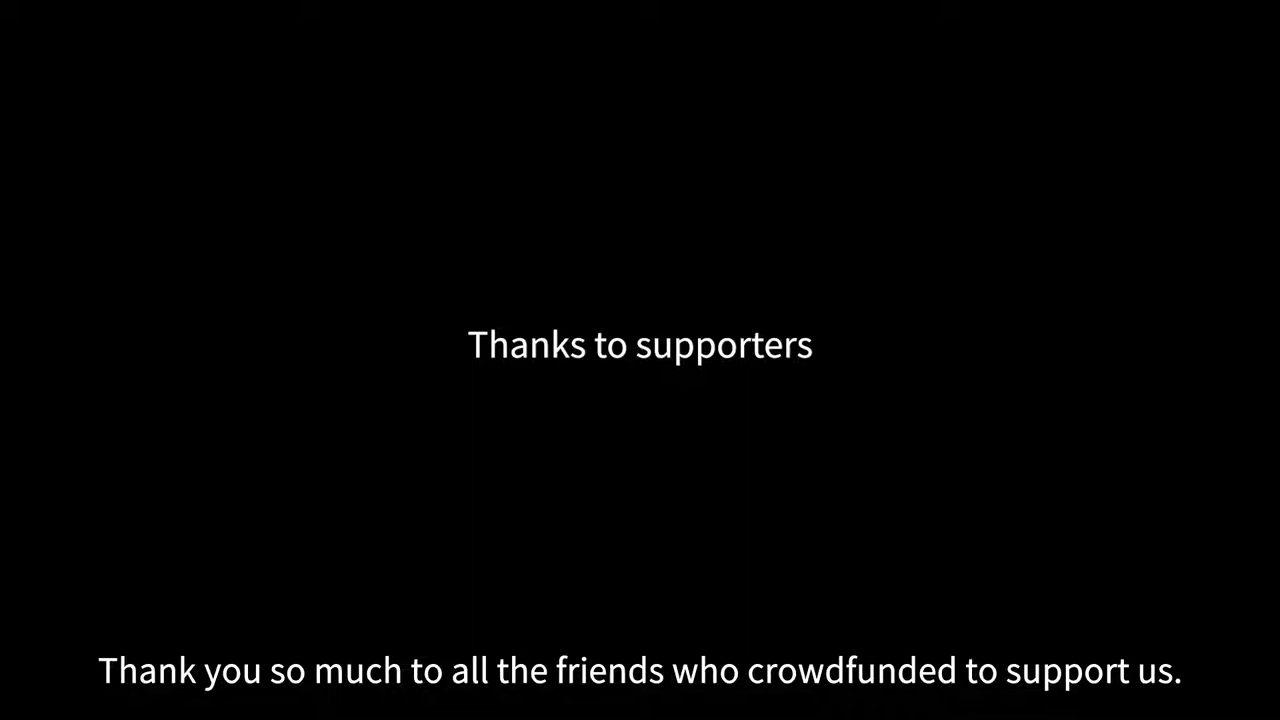 Thanks to supporters
Thank you so much to all the friends who crowdfunded to support us.